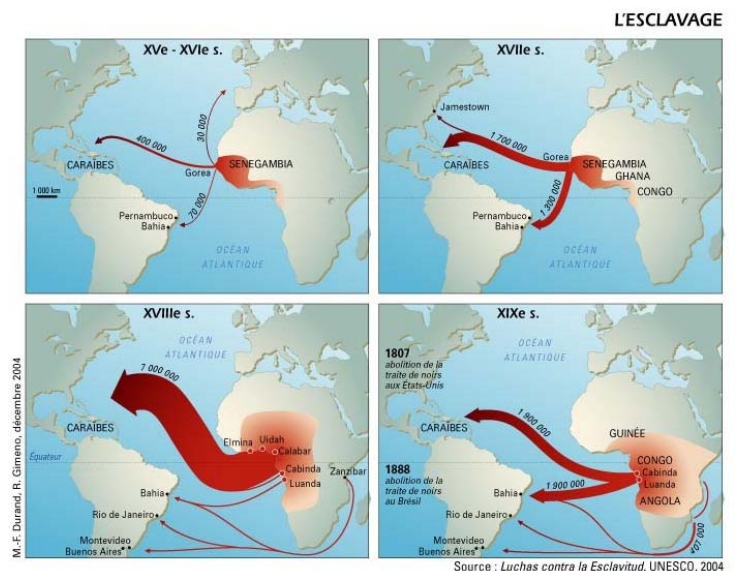 L'ESCLAVAGE
XVe - XVIe s.
30 000
400 000
CARAÏBES
Gorea
SENEGAMBIA
1 000 km
70 000
Pernambuco
Bahia
OCÉAN
ATLANTIQUE
XVIIe s.
Jamestown
1 700 000
CARAÏBES
Gorea
SENEGAMBIA
GHANA
CONGO
1 300 000
Pernambuco
Bahia
OCÉAN
ATLANTIQUE
XVIIIe s.
OCÉAN
ATLANTIQUE
7 000 000
CARAÏBES
Elmina
Uidah
Calabar
Équateur
Cabinda
Zanzibar
Luanda
Bahia
Rio de Janeiro
Montevideo
Buenos Aires
XIXe s.
1807
abolition de la
traite de noirs
aux États-Unis
OCÉAN
ATLANTIQUE
1 900 000
CARAÏBES
GUINÉE
CONGO
Cabinda
Luanda
1888
abolition de la
traite de noirs
au Brésil
1 900 000
Bahia
ANGOLA
Rio de Janeiro
407 000
Montevideo
Buenos Aires
M.-F. Durand, R. Gimeno, décembre 2004
Source : Luchas contra la Esclavitud, UNESCO, 2004